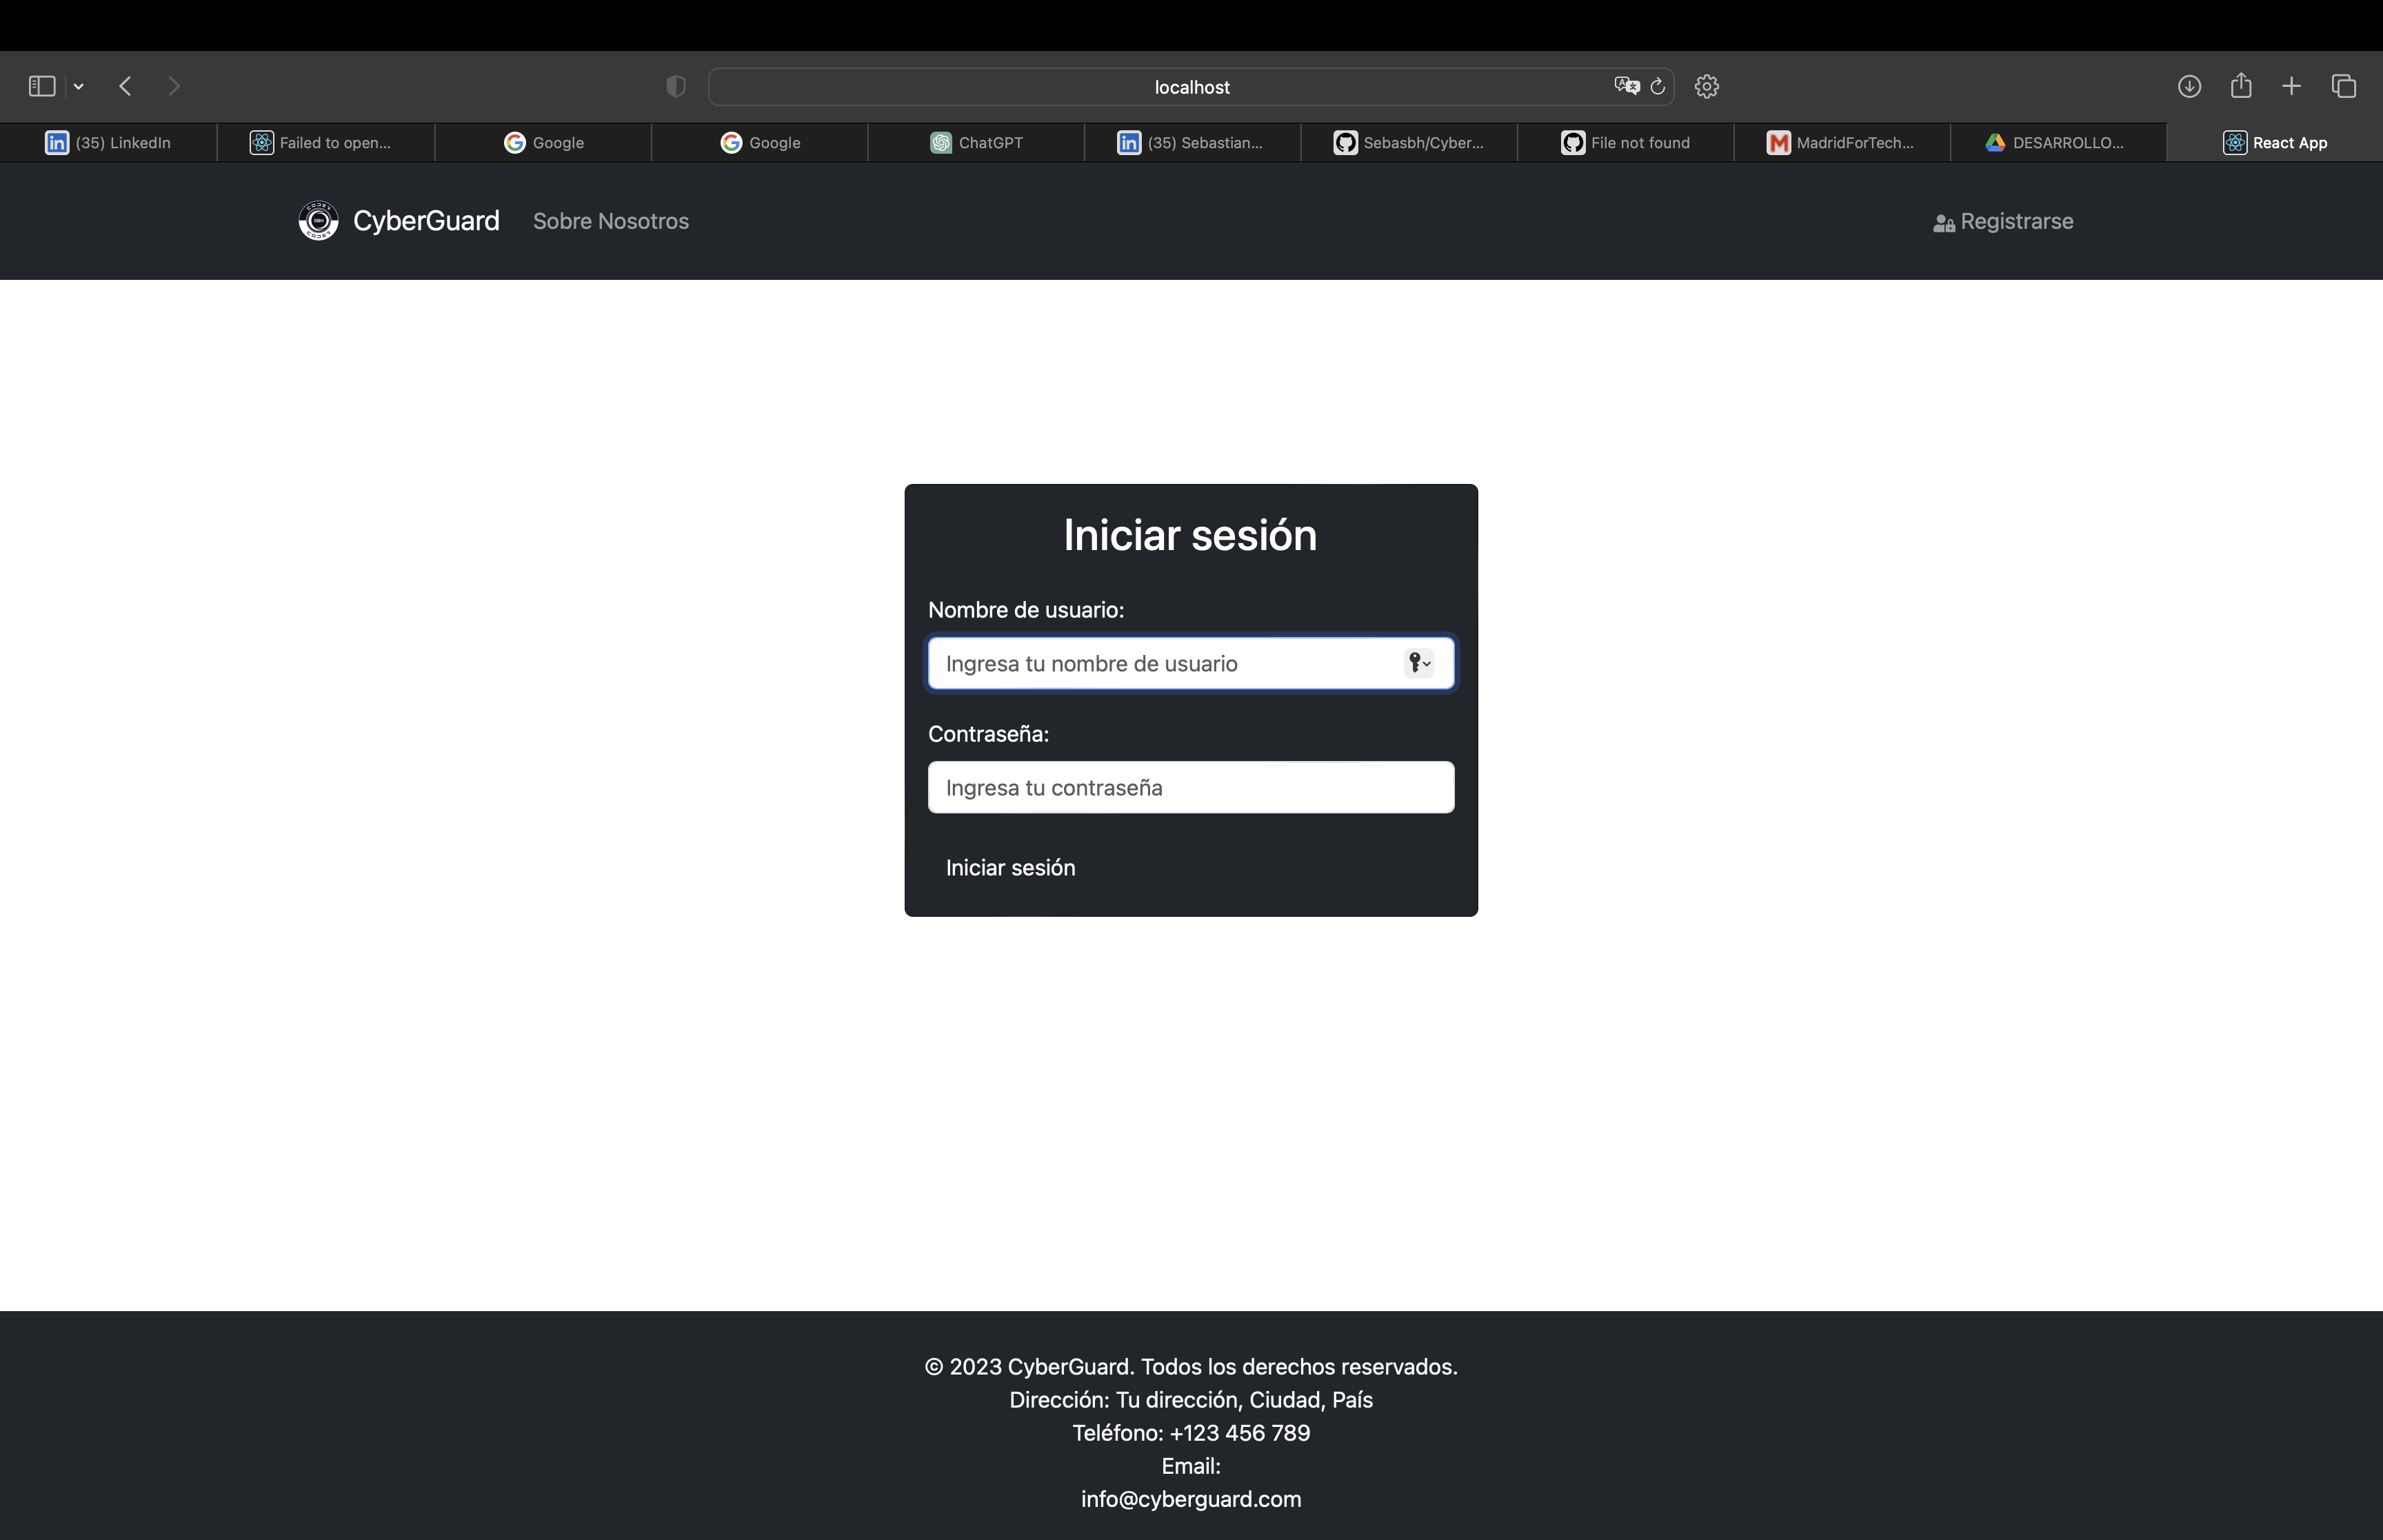 localhost
(35) LinkedIn
Failed to open...
Google
Google
ChatGPT
(35) Sebastian...
Sebasbh/Cyber...
File not found
MadridForTech...
DESARROLLO...
React App
CyberGuard
Sobre Nosotros
Registrarse
Iniciar sesión
Nombre de usuario:
Ingresa tu nombre de usuario
Contraseña:
Ingresa tu contraseña
Iniciar sesión
© 2023 CyberGuard. Todos los derechos reservados.
Dirección: Tu dirección, Ciudad, País
Teléfono: +123 456 789
Email:
info@cyberguard.com